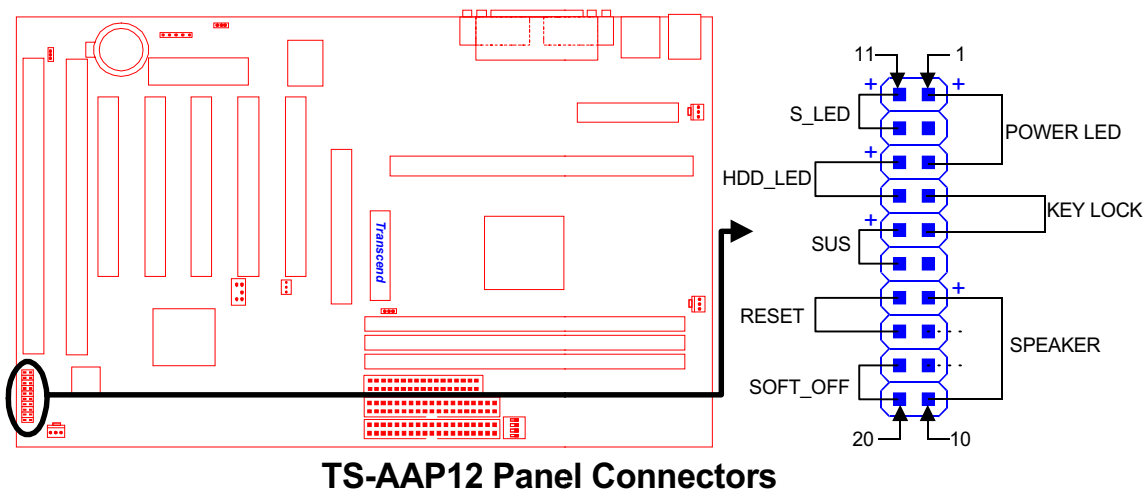 11
1
+
+
S_LED
POWER LED
+
HDD_LED
KEY LOCK
+
SUS
Transcend
+
RESET
SPEAKER
SOFT_OFF
20
10
TS-AAP12 Panel Connectors